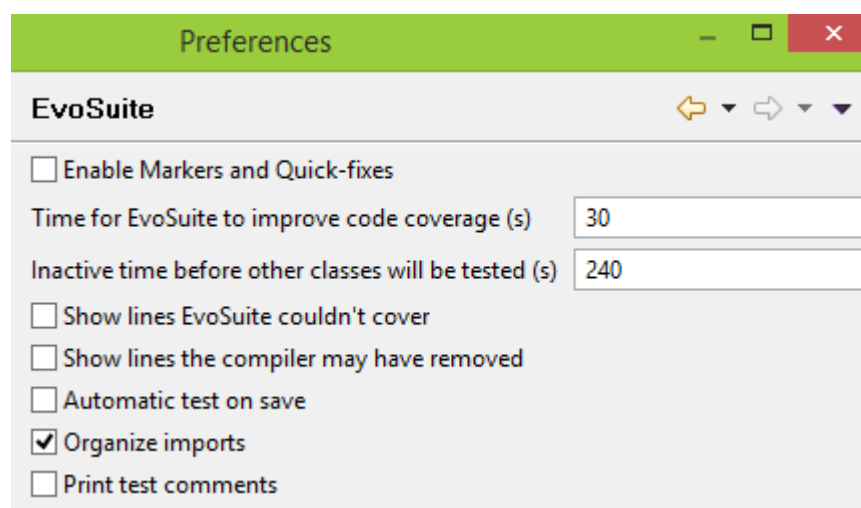 Preferences
EvoSuite
Enable Markers and Quick-fixes
Time for EvoSuite to improve code coverage (s) 30
Inactive time before other classes will be tested (s) 240
Show lines EvoSuite couldn't cover
Show lines the compiler may have removed
Automatic test on save
Organize imports
Print test comments